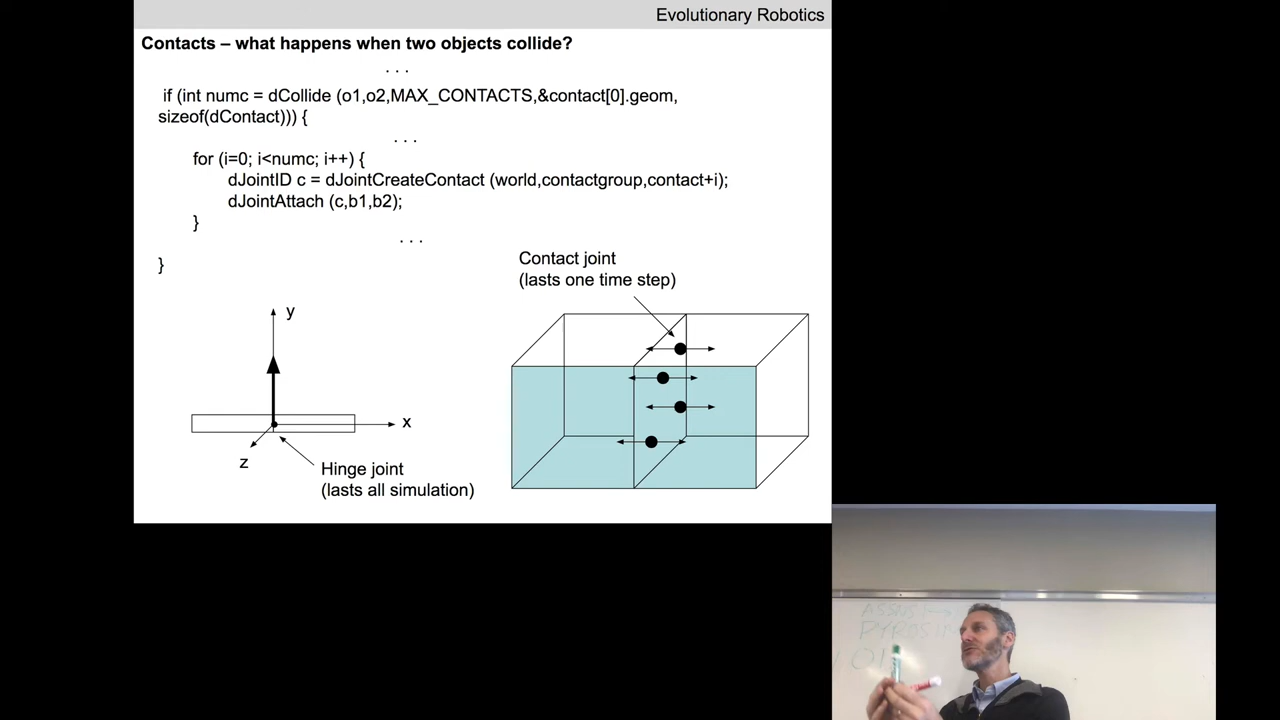 Evolutionary Robotics
Contacts – what happens when two objects collide?
. . .
if (int numc = dCollide (o1,o2,MAX_CONTACTS,&contact[0].geom,
sizeof(dContact))) {
. . .
for (i=0; i<numc; i++) {
dJointID c = dJointCreateContact (world,contactgroup,contact+i);
dJointAttach (c,b1,b2);
}
. . .
}
Contact joint
(lasts one time step)
y
x
z
Hinge joint
(lasts all simulation)